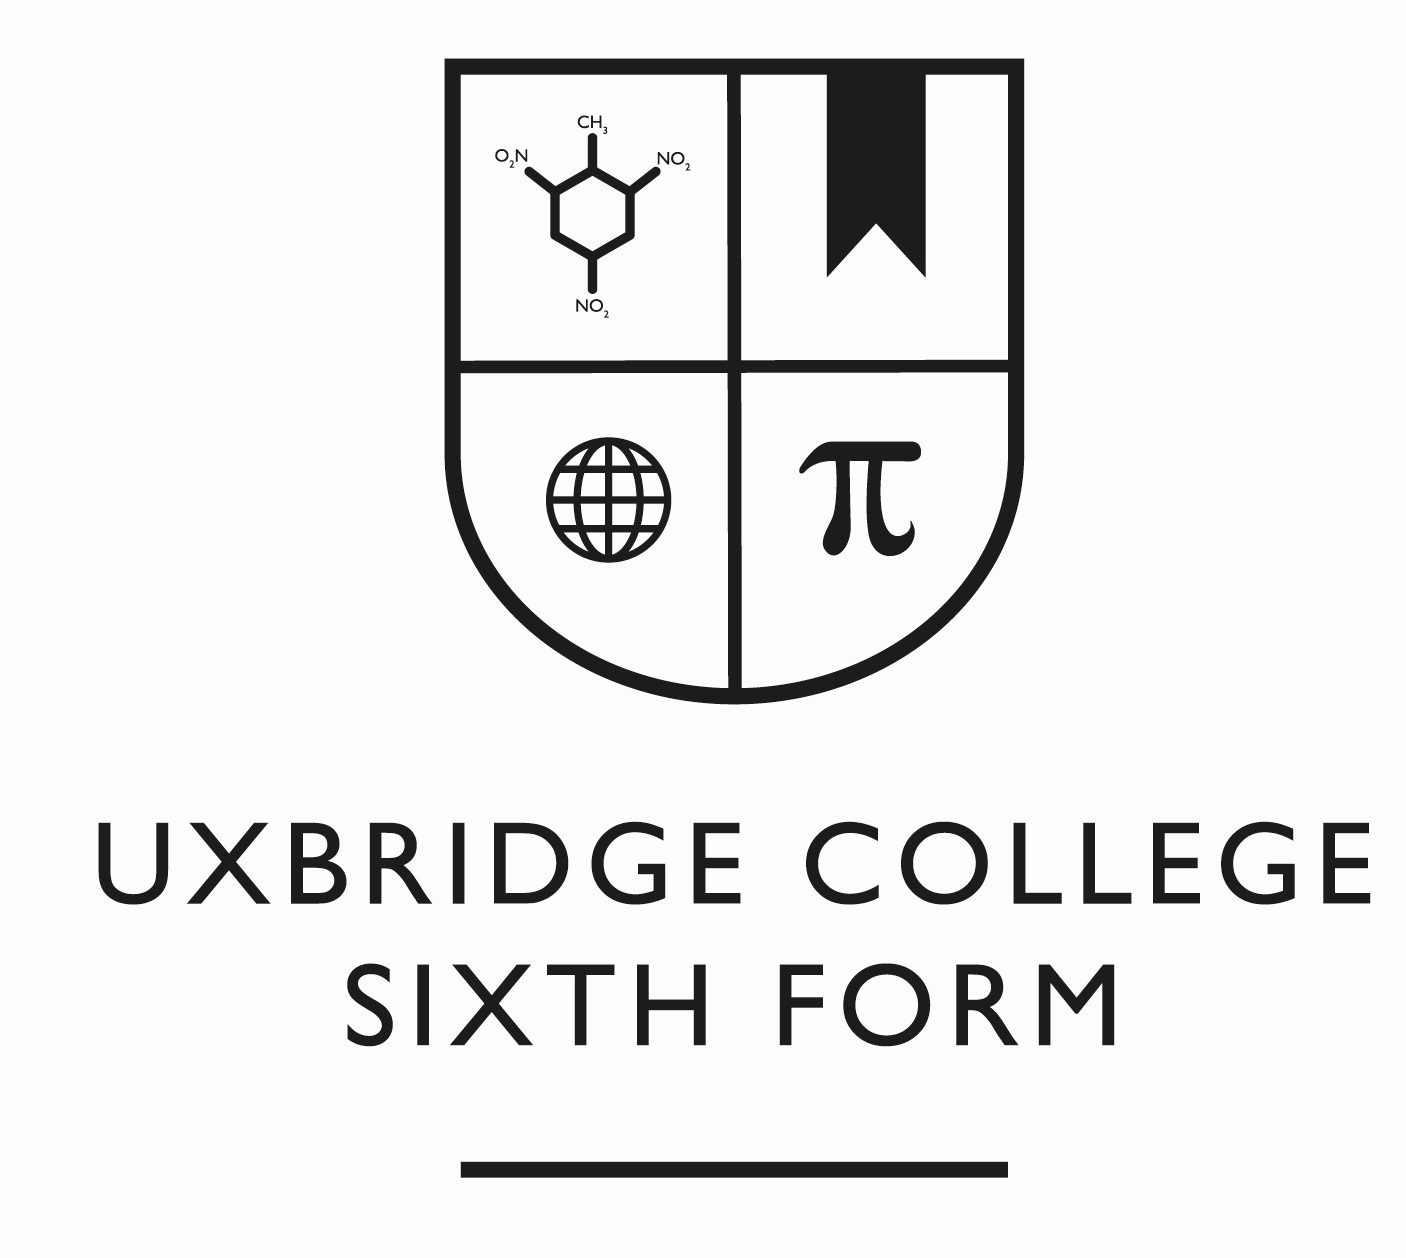 CH₃
O₂N NO₂
NO₂
π
UXBRIDGE COLLEGE
SIXTH FORM